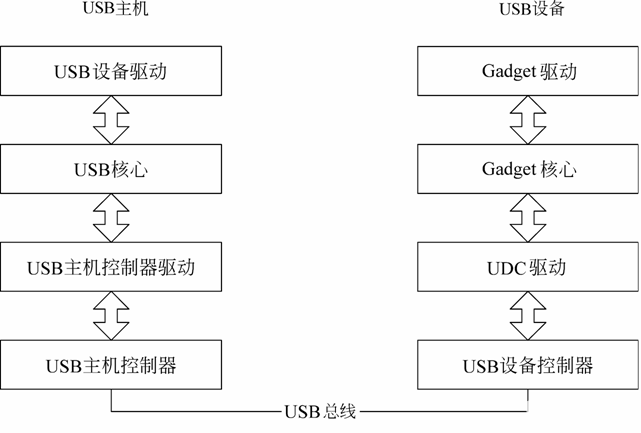 USB主机
USB设备
USB设备驱动
Gadget 驱动
USB核心
Gadget 核心
USB主机控制器驱动
UDC 驱动
USB主机控制器
USB设备控制器
USB总线